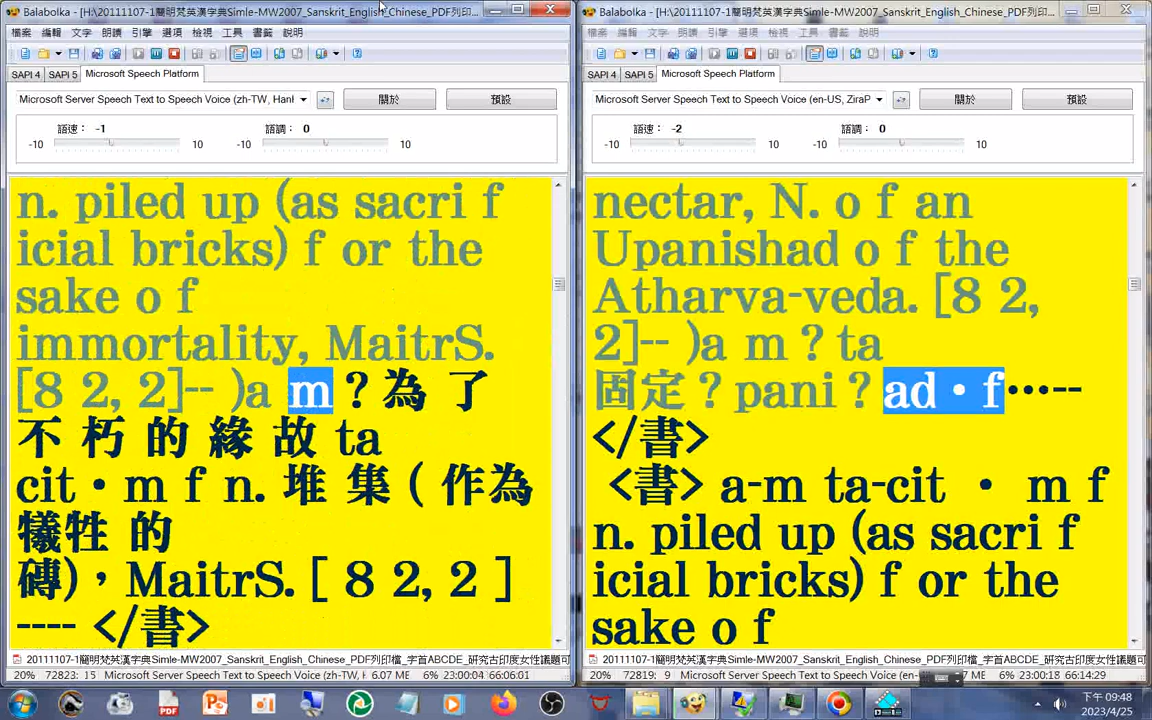 Balabolka - [H:\20111107-1簡明梵英漢字典Simle-MW2007_Sanskrit_English_Chinese_PDF列印...
檔案 編輯 文字 朗讀 引擎 選項 檢視 工具 書籤 說明
SAPI 4 SAPI 5 Microsoft Speech Platform
Microsoft Server Speech Text to Speech Voice (zh-TW, Hanl 關於 預設
語速： -1 語調： 0
-10 10 -10 10
n. piled up (as sacri f
icial bricks) f or the
sake o f
immortality, MaitrS.
[8 2, 2]-- )a m ? 為 了
不 朽 的 緣 故 ta
cit・m f n. 堆 集 ( 作為
犧牲 的
磚)，MaitrS. [ 8 2, 2 ]
---- </書>
20111107-1簡明梵英漢字典Simle-MW2007_Sanskrit_English_Chinese_PDF列印檔_字首ABCDE_研究古印度女性議題可
20% 72823: 15 Microsoft Server Speech Text to Speech Voice (zh-TW, H 6.07 MB 6% 23:00:04 66:06:01
Balabolka - [H:\20111107-1簡明梵英漢字典Simle-MW2007_Sanskrit_English_Chinese_PDF列印...
檔案 編輯 文字 朗讀 引擎 選項 檢視 工具 書籤 說明
SAPI 4 SAPI 5 Microsoft Speech Platform
Microsoft Server Speech Text to Speech Voice (en-US, ZiraP 關於 預設
語速： -2 語調： 0
-10 10 -10 10
nectar, N. o f an
Upanishad o f the
Atharva-veda. [8 2,
2]-- )a m ? ta
固定 ? pani ? ad・f…--
</書>
<書> a-m ta-cit ・ m f
n. piled up (as sacri f
icial bricks) f or the
sake o f
20111107-1簡明梵英漢字典Simle-MW2007_Sanskrit_English_Chinese_PDF列印檔_字首ABCDE_研究古印度女性議題可
20% 72819: 9 Microsoft Server Speech Text to Speech Voice (en-US, 6% 23:00:18 66:14:29
下午 09:48
2023/4/25